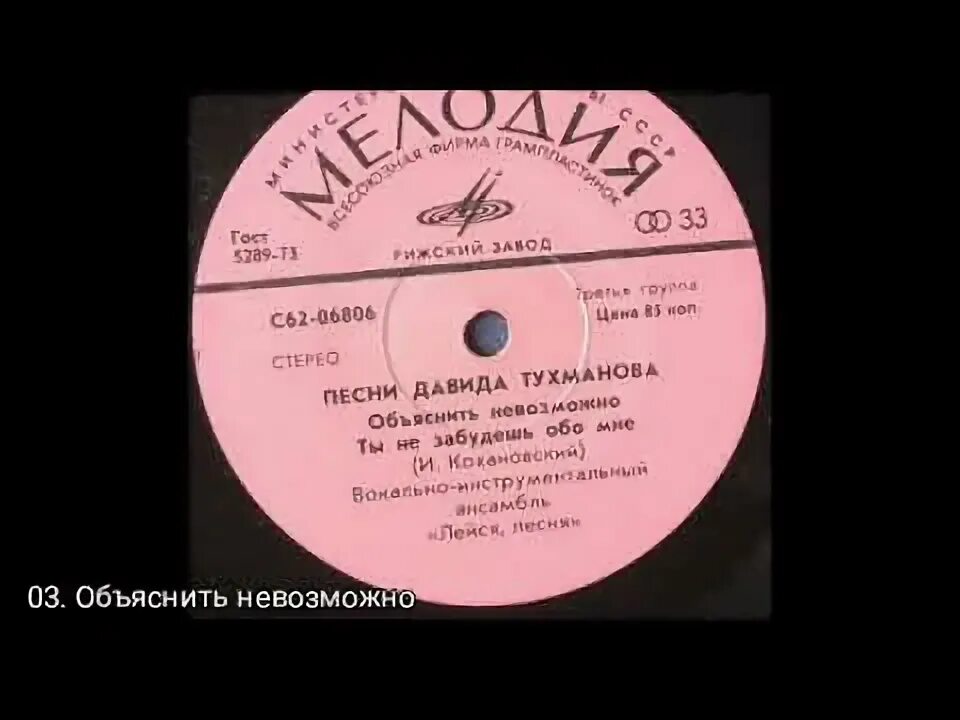 МИНИСТЕР Ы СССР
МЕЛОДИЯ
ВСЕСОЮЗНАЯ ФИРМА ГРАМПЛАСТИНОК
33
Гост
5289-73
РИЖСКИЙ ЗАВОД
С62-06806
Третья группа
Цена 85 коп
СТЕРЕО
ПЕСНИ ДАВИДА ТУХМАНОВА
Объяснить невозможно
Ты не забудешь обо мне
(И. Кохановский)
Вокально-инструментальный
ансамбль
«Лейся, песня»
03. Объяснить невозможно